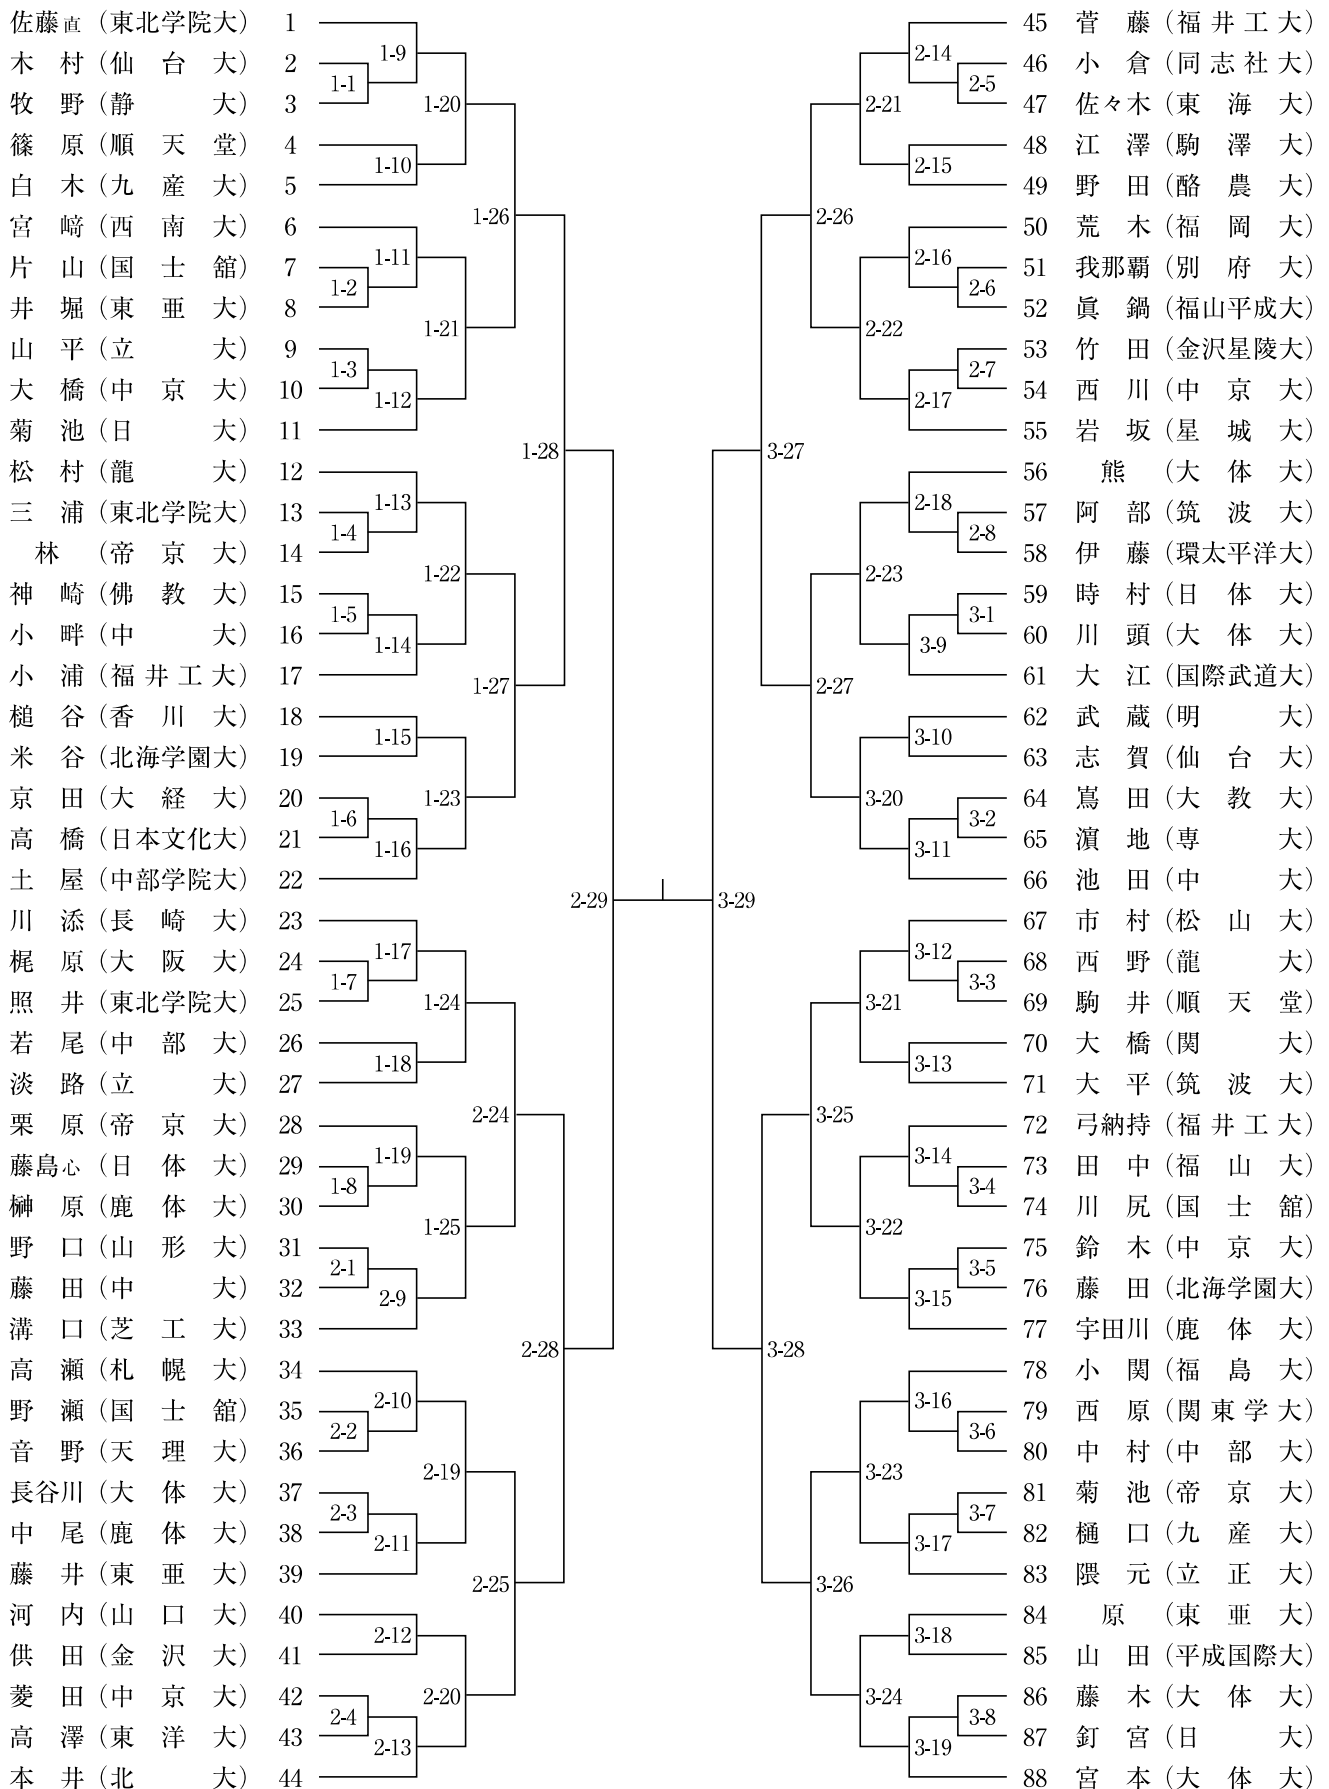 佐藤直（東北学院大） 1
木村（仙台大） 2
牧野（静大） 3
篠原（順天堂） 4
白木（九産大） 5
宮﨑（西南大） 6
片山（国士舘） 7
井堀（東亜大） 8
山平（立大） 9
大橋（中京大） 10
菊池（日大） 11
松村（龍大） 12
三浦（東北学院大） 13
林（帝京大） 14
神崎（佛教大） 15
小畔（中大） 16
小浦（福井工大） 17
槌谷（香川大） 18
米谷（北海学園大） 19
京田（大経大） 20
高橋（日本文化大） 21
土屋（中部学院大） 22
川添（長崎大） 23
梶原（大阪大） 24
照井（東北学院大） 25
若尾（中部大） 26
淡路（立大） 27
栗原（帝京大） 28
藤島心（日体大） 29
榊原（鹿体大） 30
野口（山形大） 31
藤田（中大） 32
溝口（芝工大） 33
高瀬（札幌大） 34
野瀬（国士舘） 35
音野（天理大） 36
長谷川（大体大） 37
中尾（鹿体大） 38
藤井（東亜大） 39
河内（山口大） 40
供田（金沢大） 41
菱田（中京大） 42
高澤（東洋大） 43
本井（北大） 44
1-1
1-2
1-3
1-4
1-5
1-6
1-7
1-8
2-1
2-2
2-3
2-4
1-9
1-10
1-11
1-12
1-13
1-14
1-15
1-16
1-17
1-18
1-19
2-9
2-10
2-11
2-12
2-13
1-20
1-21
1-22
1-23
1-24
1-25
2-19
2-20
1-26
1-27
2-24
2-25
1-28
2-28
2-29
3-29
3-27
3-28
2-26
2-27
3-25
3-26
2-21
2-22
2-23
3-20
3-21
3-22
3-23
3-24
2-14
2-15
2-16
2-17
2-18
3-9
3-10
3-11
3-12
3-13
3-14
3-15
3-16
3-17
3-18
3-19
2-5
2-6
2-7
2-8
3-1
3-2
3-3
3-4
3-5
3-6
3-7
3-8
45 菅藤（福井工大）
46 小倉（同志社大）
47 佐々木（東海大）
48 江澤（駒澤大）
49 野田（酪農大）
50 荒木（福岡大）
51 我那覇（別府大）
52 眞鍋（福山平成大）
53 竹田（金沢星陵大）
54 西川（中京大）
55 岩坂（星城大）
56 熊（大体大）
57 阿部（筑波大）
58 伊藤（環太平洋大）
59 時村（日体大）
60 川頭（大体大）
61 大江（国際武道大）
62 武蔵（明大）
63 志賀（仙台大）
64 嶌田（大教大）
65 濵地（専大）
66 池田（中大）
67 市村（松山大）
68 西野（龍大）
69 駒井（順天堂）
70 大橋（関大）
71 大平（筑波大）
72 弓納持（福井工大）
73 田中（福山大）
74 川尻（国士舘）
75 鈴木（中京大）
76 藤田（北海学園大）
77 宇田川（鹿体大）
78 小関（福島大）
79 西原（関東学大）
80 中村（中部大）
81 菊池（帝京大）
82 樋口（九産大）
83 隈元（立正大）
84 原（東亜大）
85 山田（平成国際大）
86 藤木（大体大）
87 釘宮（日大）
88 宮本（大体大）